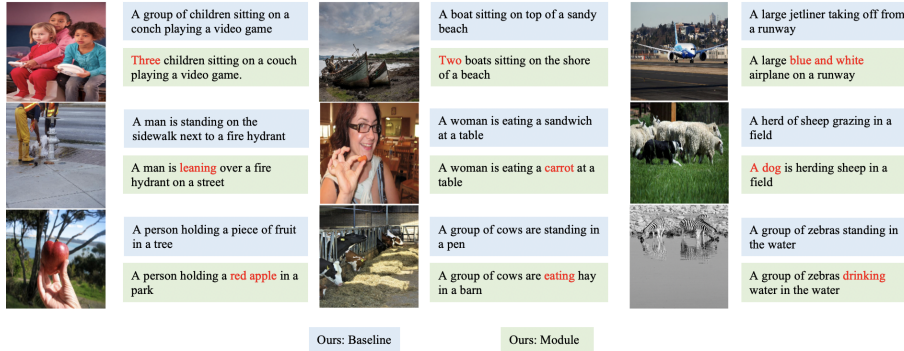 A group of children sitting on a
conch playing a video game
Three children sitting on a couch
playing a video game.
A boat sitting on top of a sandy
beach
Two boats sitting on the shore
of a beach
A large jetliner taking off from
a runway
A large blue and white
airplane on a runway
A man is standing on the
sidewalk next to a fire hydrant
A man is leaning over a fire
hydrant on a street
A woman is eating a sandwich
at a table
A woman is eating a carrot at a
table
A herd of sheep grazing in a
field
A dog is herding sheep in a
field
A person holding a piece of fruit
in a tree
A person holding a red apple in a
park
A group of cows are standing in
a pen
A group of cows are eating hay
in a barn
A group of zebras standing in
the water
A group of zebras drinking
water in the water
Ours: Baseline
Ours: Module